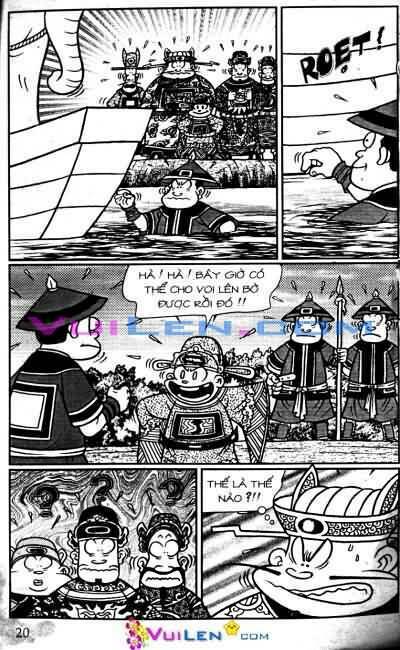 ROẸT!
HÀ! HÀ! BÂY GIỜ CÓ
THỂ CHO VOI LÊN BỜ
ĐƯỢC RỒI ĐÓ!!
VUILEN.COM
THẾ LÀ THẾ
NÀO?!!
? ? ?
20
VUILEN.COM